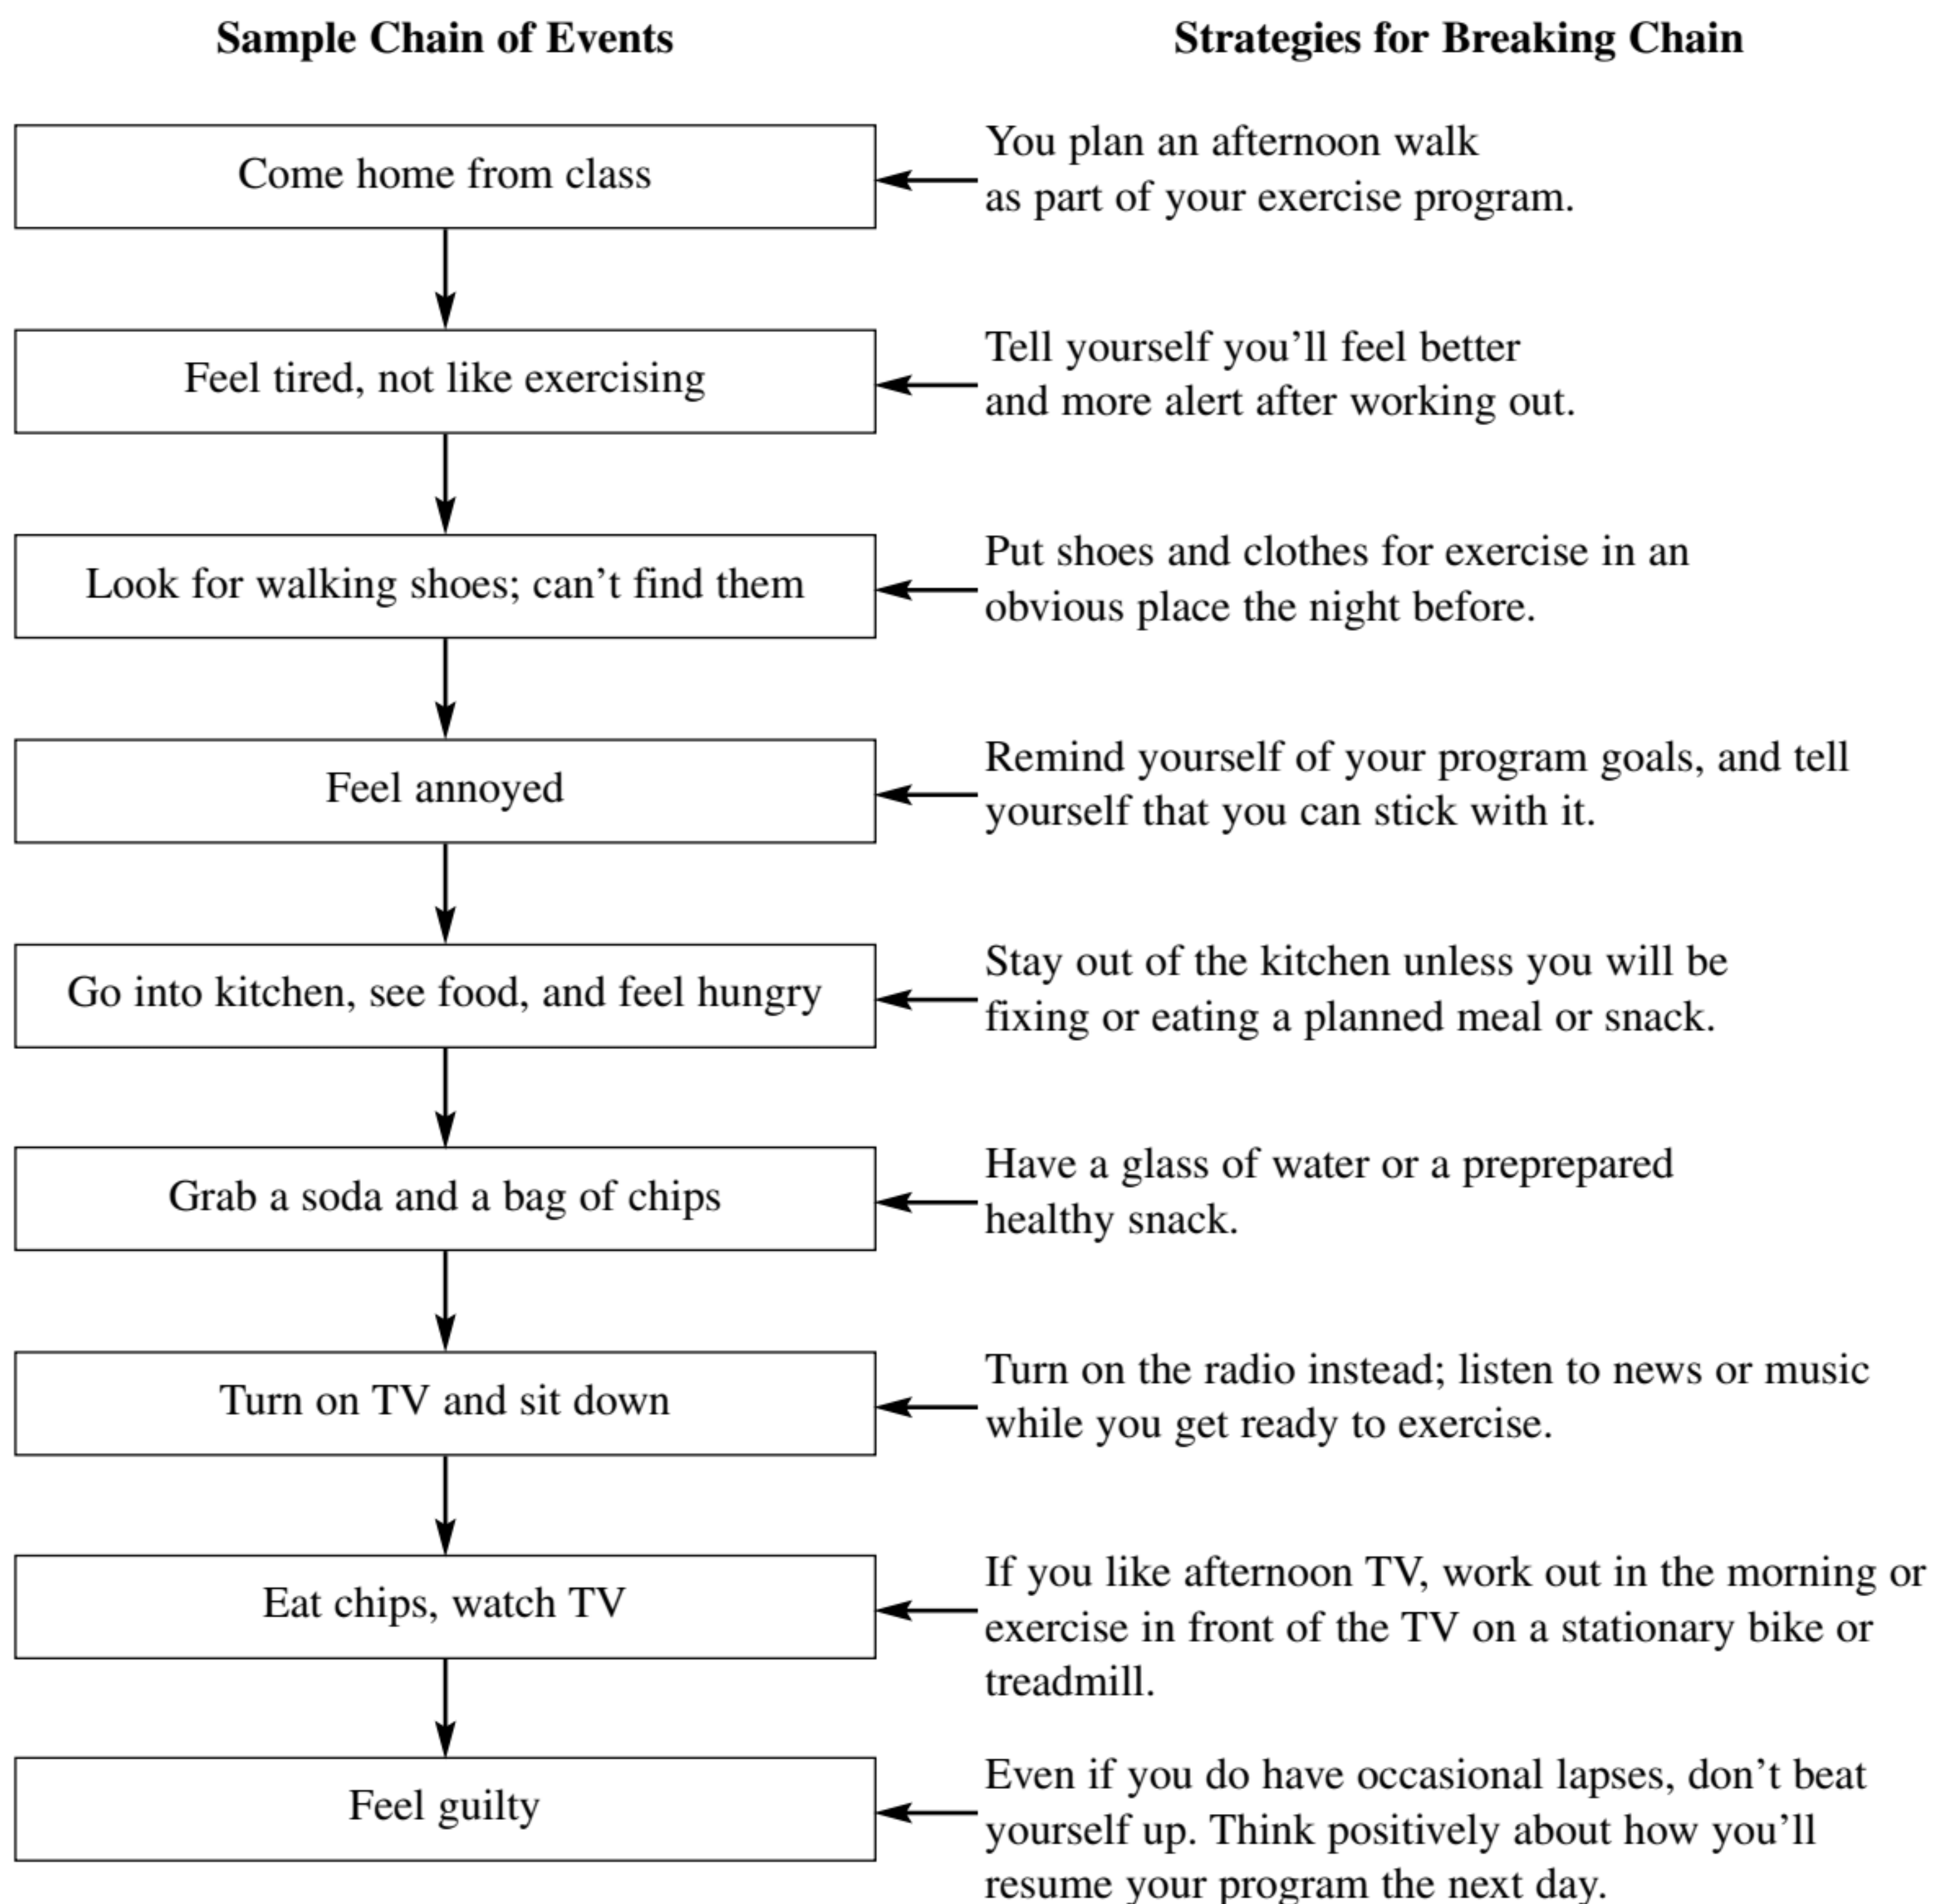 Sample Chain of Events
Strategies for Breaking Chain
Come home from class
You plan an afternoon walk
as part of your exercise program.
Feel tired, not like exercising
Tell yourself you’ll feel better
and more alert after working out.
Look for walking shoes; can’t find them
Put shoes and clothes for exercise in an
obvious place the night before.
Feel annoyed
Remind yourself of your program goals, and tell
yourself that you can stick with it.
Go into kitchen, see food, and feel hungry
Stay out of the kitchen unless you will be
fixing or eating a planned meal or snack.
Grab a soda and a bag of chips
Have a glass of water or a preprepared
healthy snack.
Turn on TV and sit down
Turn on the radio instead; listen to news or music
while you get ready to exercise.
Eat chips, watch TV
If you like afternoon TV, work out in the morning or
exercise in front of the TV on a stationary bike or
treadmill.
Feel guilty
Even if you do have occasional lapses, don’t beat
yourself up. Think positively about how you’ll
resume your program the next day.